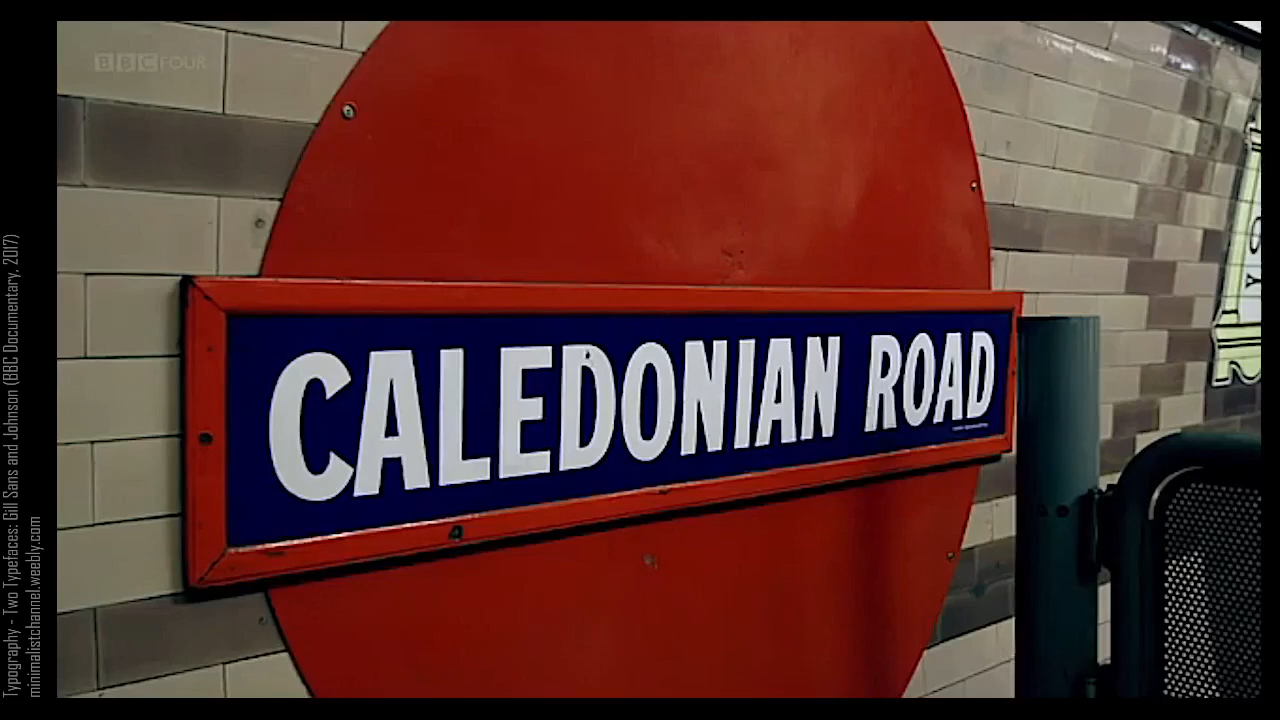 BBC FOUR
CALEDONIAN ROAD
Typography - Two Typefaces: Gill Sans and Johnson (BBC Documentary, 2017)
minimalistchannel.weebly.com